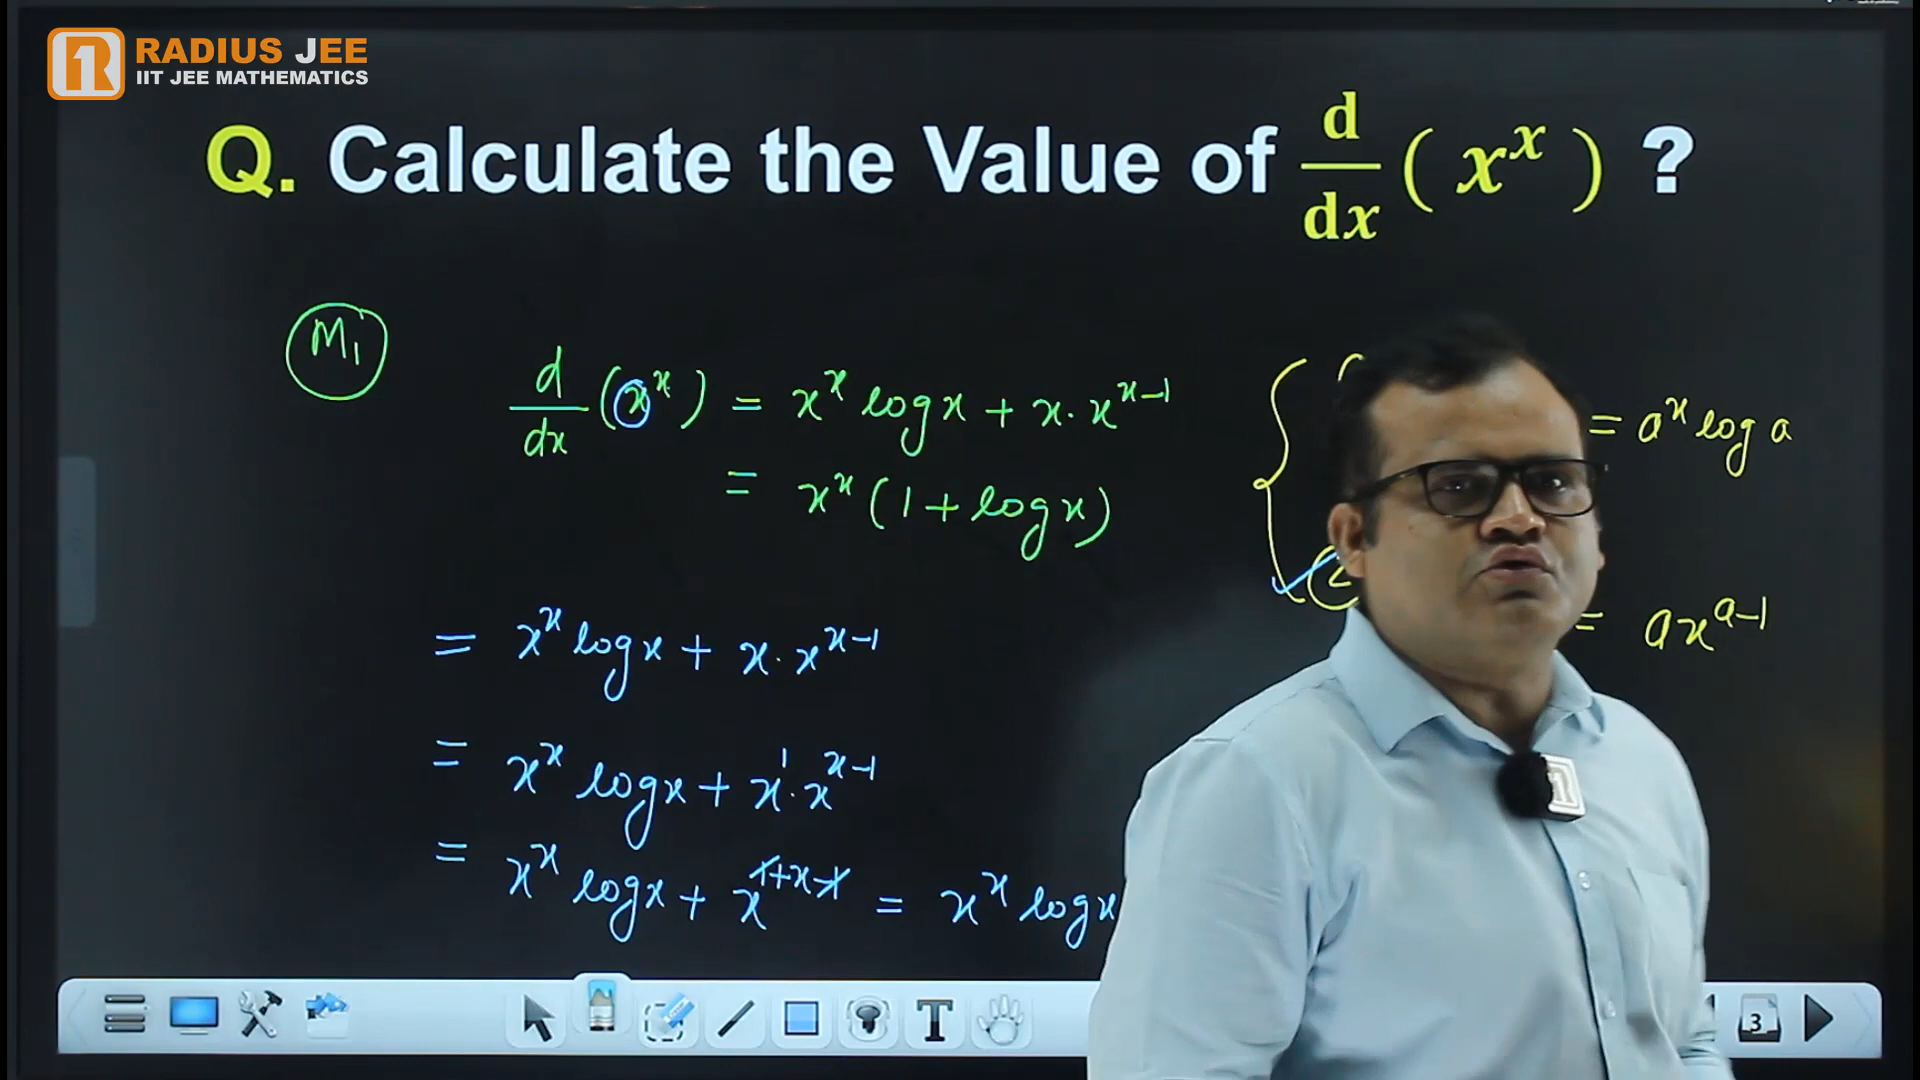 RADIUS JEE
IIT JEE MATHEMATICS
Q. Calculate the Value of d/dx ( x^x ) ?
M₁
d/dx (x^x) = x^x log x + x · x^(x-1)
= x^x (1 + log x)
= a^x log a
= a x^(a-1)
= x^x log x + x · x^(x-1)
= x^x log x + x^1 · x^(x-1)
= x^x log x + x^(1+x-1) = x^x log x
T
3